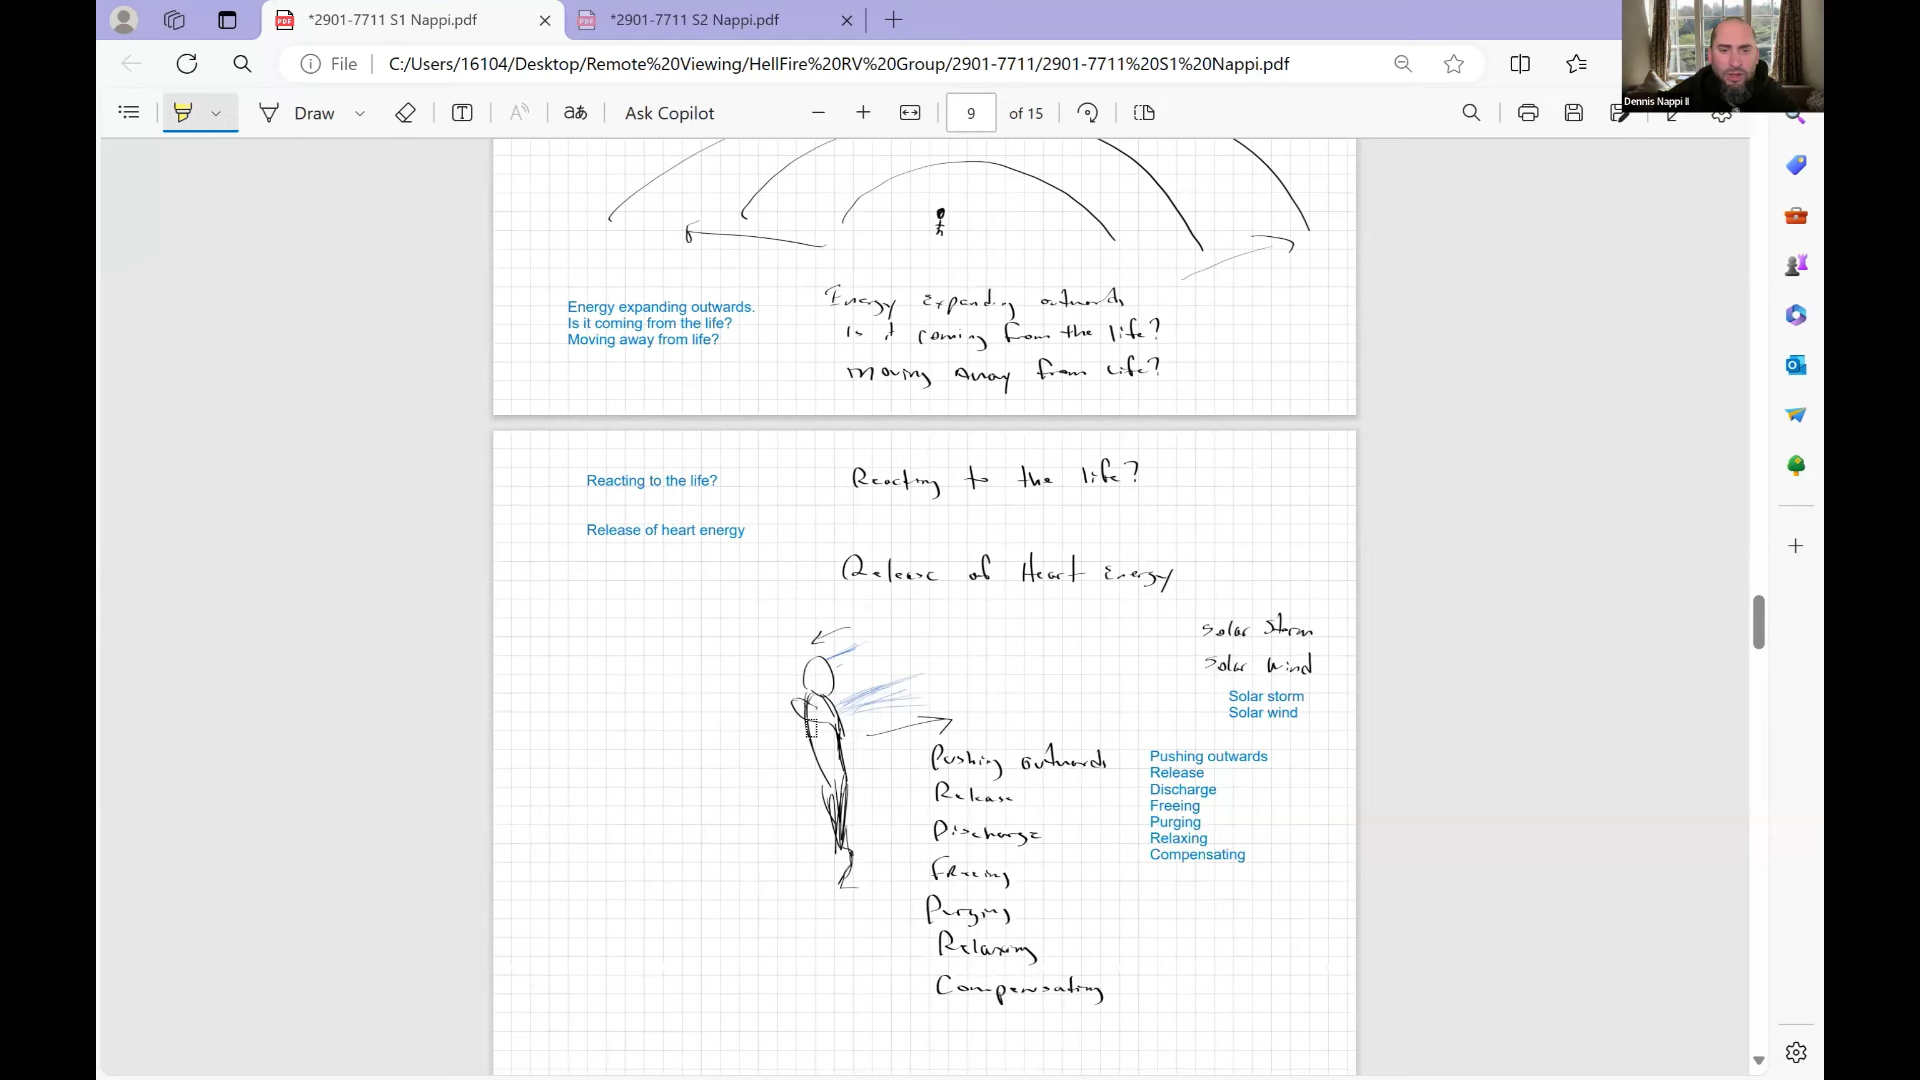 *2901-7711 S1 Nappi.pdf
*2901-7711 S2 Nappi.pdf
File
C:/Users/16104/Desktop/Remote%20Viewing/HellFire%20RV%20Group/2901-7711/2901-7711%20S1%20Nappi.pdf
Dennis Nappi II
Draw
Ask Copilot
9 of 15
Energy expanding outwards.
Is it coming from the life?
Moving away from life?
Energy Expanding outwards
Is it coming from the life?
moving away from life?
Reacting to the life?
Reacting to the life?
Release of heart energy
Release of Heart Energy
Solar Storm
Solar Wind
Solar storm
Solar wind
Pushing outwards
Release
Discharge
Freeing
Purging
Relaxing
Compensating
Pushing outwards
Release
Discharge
Freeing
Purging
Relaxing
Compensating